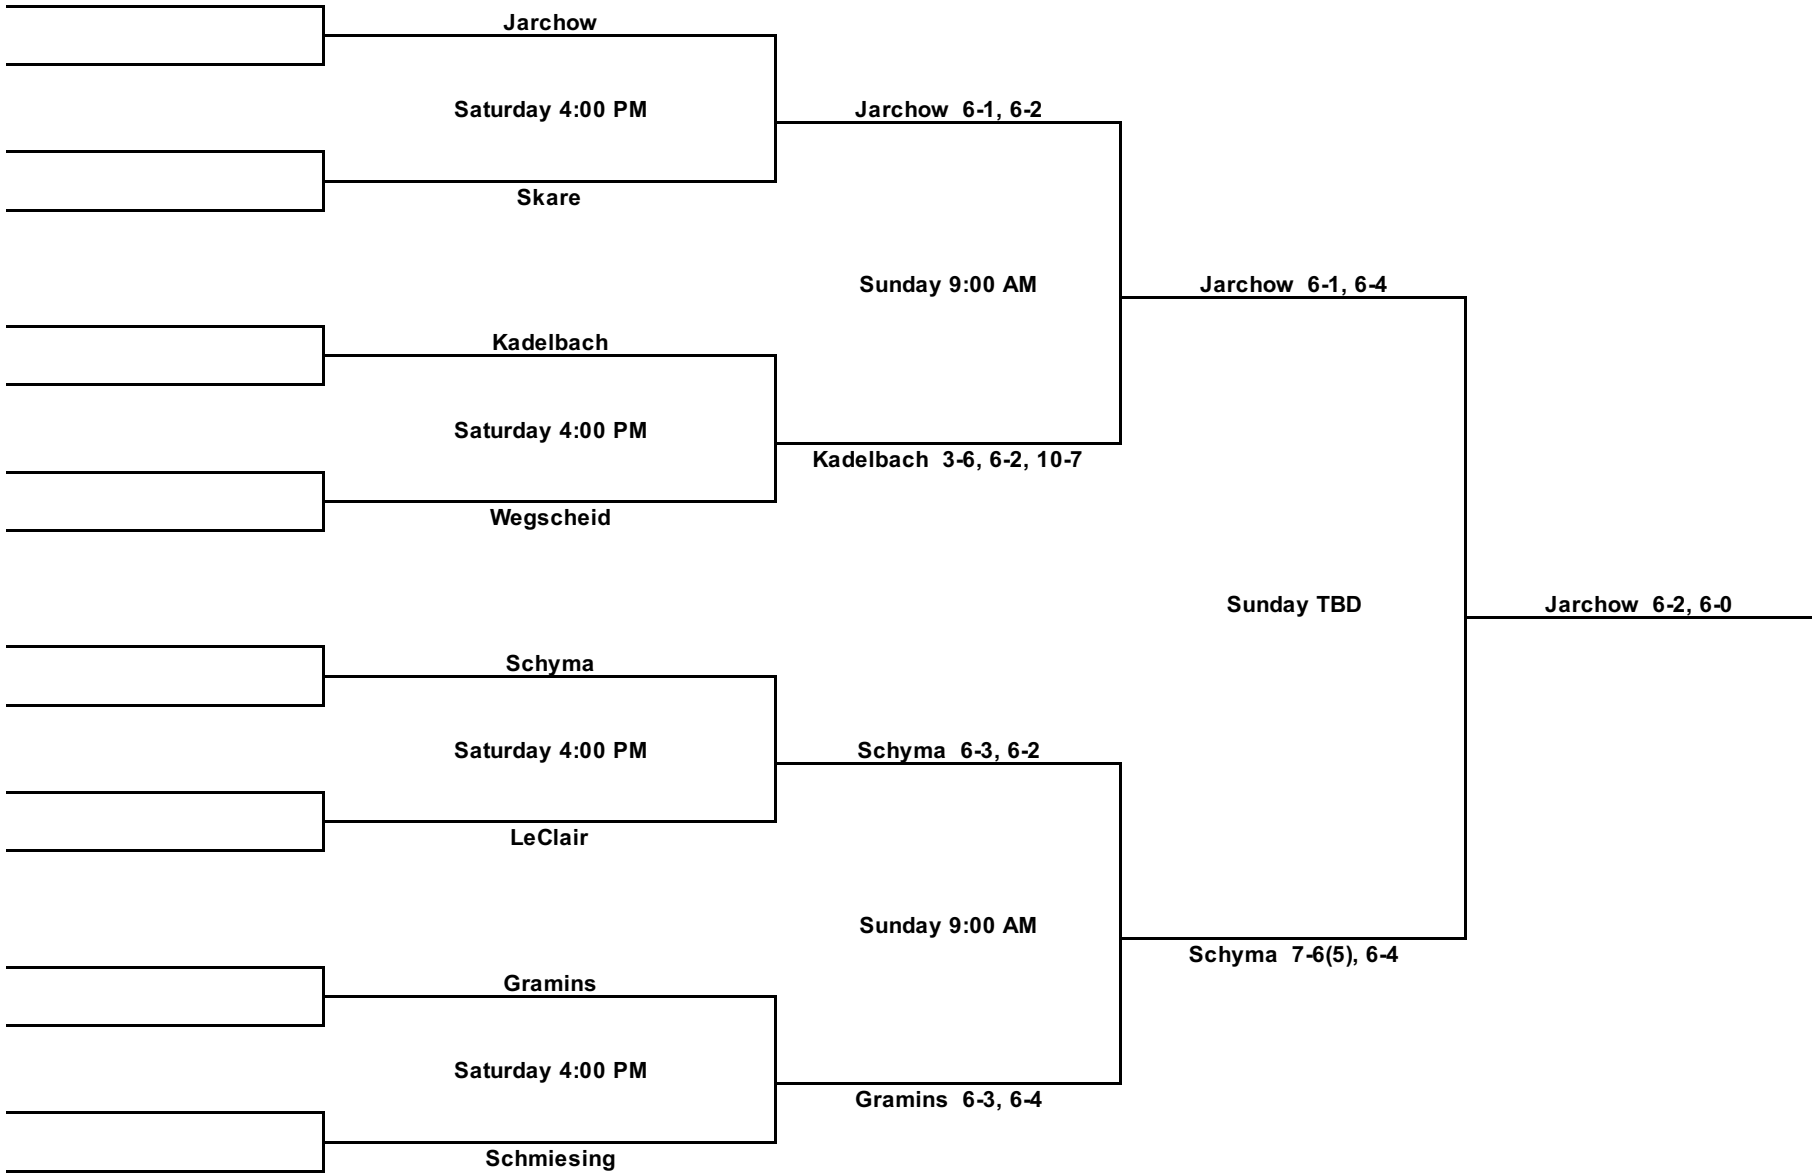 Jarchow
Saturday 4:00 PM
Jarchow 6-1, 6-2
Skare
Sunday 9:00 AM
Jarchow 6-1, 6-4
Kadelbach
Saturday 4:00 PM
Kadelbach 3-6, 6-2, 10-7
Wegscheid
Sunday TBD
Jarchow 6-2, 6-0
Schyma
Saturday 4:00 PM
Schyma 6-3, 6-2
LeClair
Sunday 9:00 AM
Schyma 7-6(5), 6-4
Gramins
Saturday 4:00 PM
Gramins 6-3, 6-4
Schmiesing